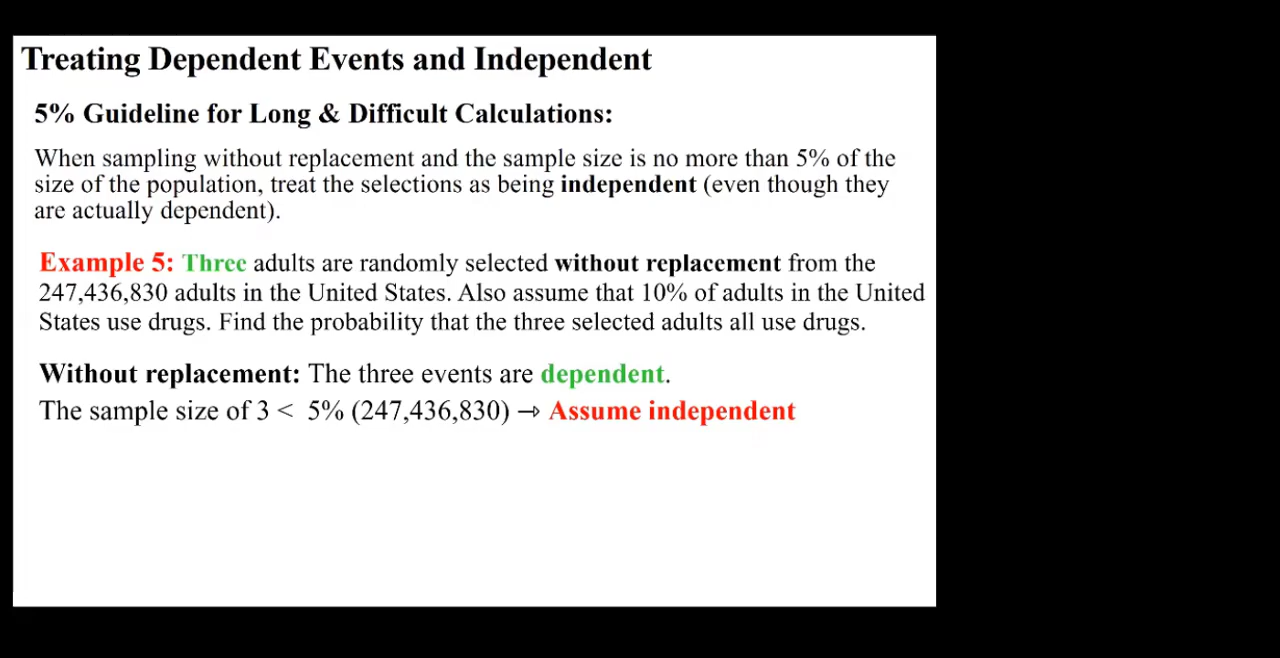 Treating Dependent Events and Independent
5% Guideline for Long & Difficult Calculations:
When sampling without replacement and the sample size is no more than 5% of the
size of the population, treat the selections as being independent (even though they
are actually dependent).
Example 5: Three adults are randomly selected without replacement from the
247,436,830 adults in the United States. Also assume that 10% of adults in the United
States use drugs. Find the probability that the three selected adults all use drugs.
Without replacement: The three events are dependent.
The sample size of 3 < 5% (247,436,830) → Assume independent